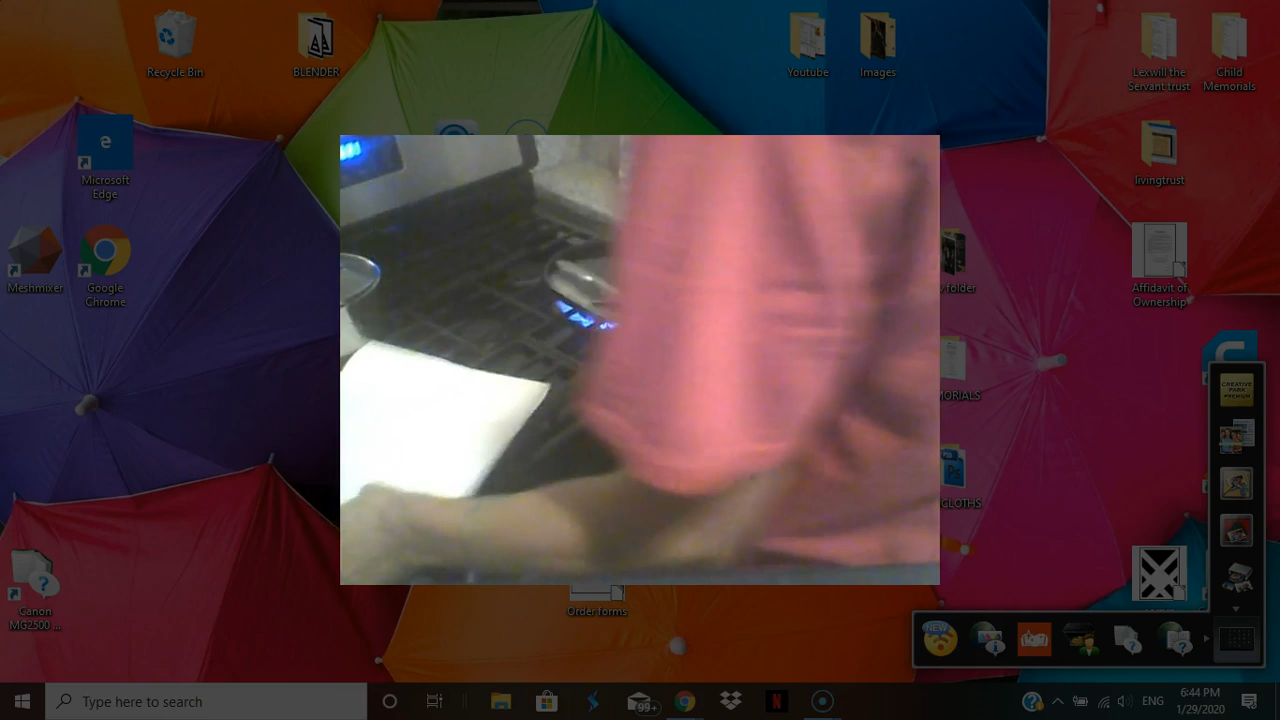 Recycle Bin
BLENDER
Youtube
Images
Lexwill the
Servant trust
Child
Memorials
Microsoft
Edge
livingtrust
Meshmixer
Google
Chrome
Affidavit of
Ownership
CREATIVE
PARK
PREMIUM
Ps
Canon
MG2500 ...
Order forms
NEW
Type here to search
99+
ENG
6:44 PM
1/29/2020